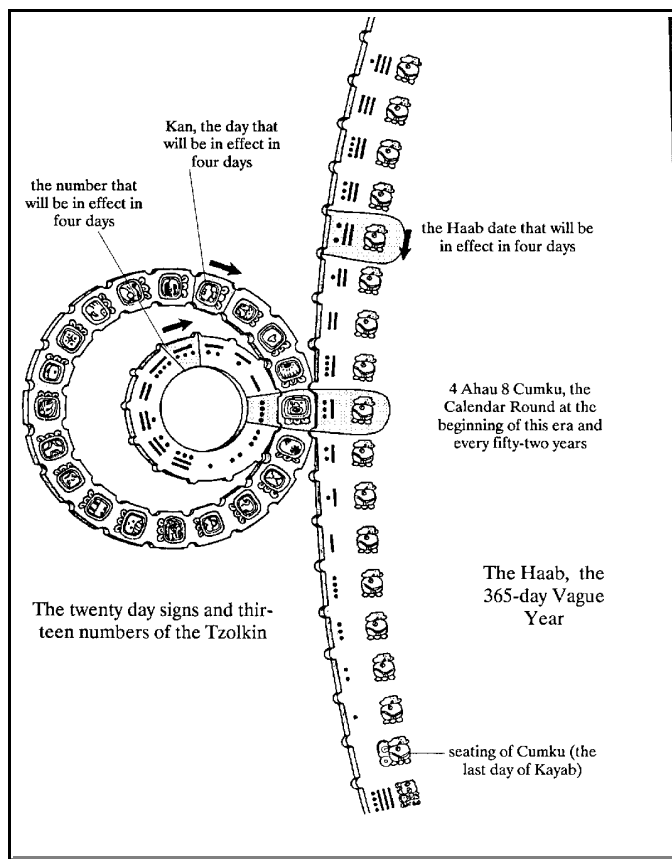 Kan, the day that
will be in effect in
four days
the number that
will be in effect in
four days
the Haab date that will be
in effect in four days
4 Ahau 8 Cumku, the
Calendar Round at the
beginning of this era and
every fifty-two years
The Haab, the
365-day Vague
Year
The twenty day signs and thir-
teen numbers of the Tzolkin
seating of Cumku (the
last day of Kayab)